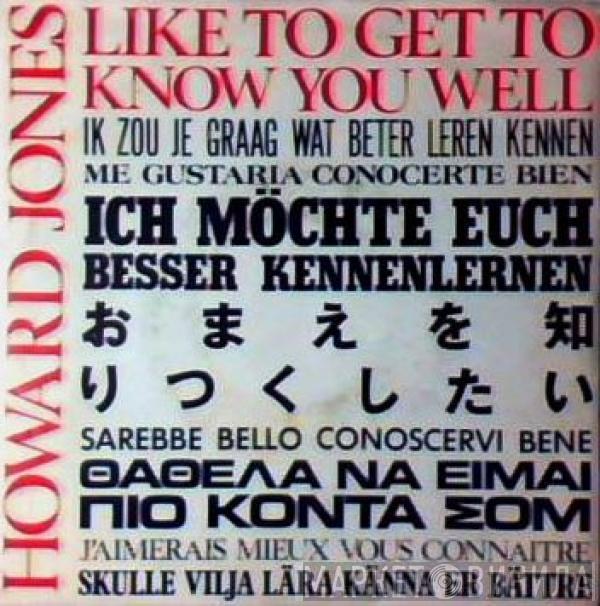 HOWARD JONES
LIKE TO GET TO
KNOW YOU WELL
IK ZOU JE GRAAG WAT BETER LEREN KENNEN
ME GUSTARIA CONOCERTE BIEN
ICH MÖCHTE EUCH
BESSER KENNENLERNEN
おまえを知
りつくしたい
SAREBBE BELLO CONOSCERVI BENE
ΘΑΘΕΛΑ ΝΑ ΕΙΜΑΙ
ΠΙΟ ΚΟΝΤΑ ΣΟΜ
J'AIMERAIS MIEUX VOUS CONNAITRE
SKULLE VILJA LÄRA KÄNNA ER BÄTTRE